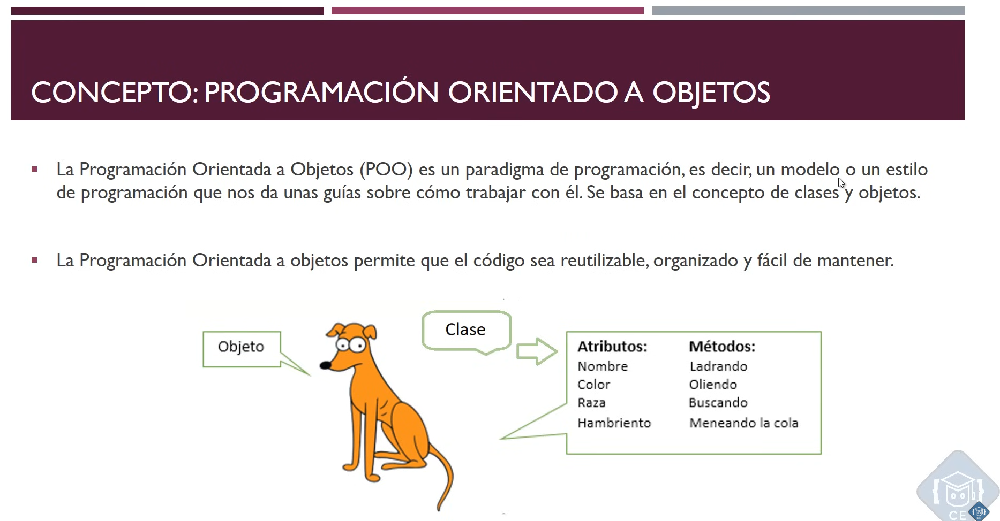 CONCEPTO: PROGRAMACIÓN ORIENTADO A OBJETOS
La Programación Orientada a Objetos (POO) es un paradigma de programación, es decir, un modelo o un estilo
de programación que nos da unas guías sobre cómo trabajar con él. Se basa en el concepto de clases y objetos.
La Programación Orientada a objetos permite que el código sea reutilizable, organizado y fácil de mantener.
Objeto
Clase
Atributos: Métodos:
Nombre Ladrando
Color Oliendo
Raza Buscando
Hambriento Meneando la cola
CE
CE